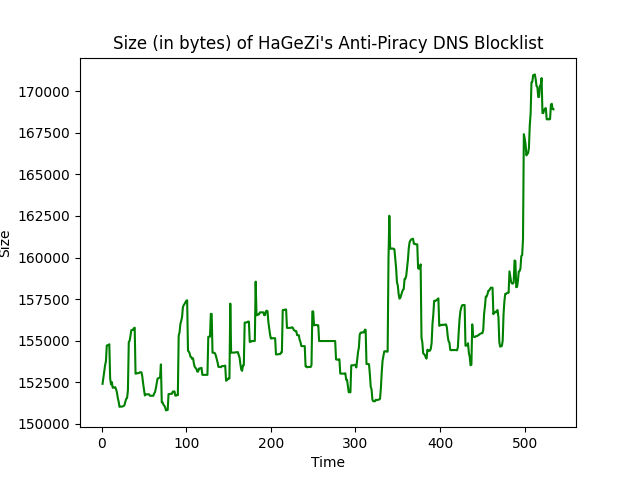 Size (in bytes) of HaGeZi's Anti-Piracy DNS Blocklist
170000
167500
165000
162500
160000
157500
155000
152500
150000
Size
0 100 200 300 400 500
Time